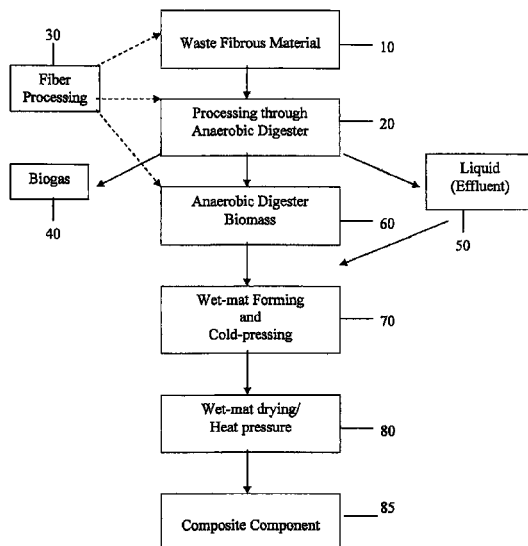 30
Waste Fibrous Material
10
Fiber
Processing
Processing through
Anaerobic Digester
20
Biogas
40
Liquid
(Effluent)
50
Anaerobic Digester
Biomass
60
Wet-mat Forming
and
Cold-pressing
70
Wet-mat drying/
Heat pressure
80
Composite Component
85